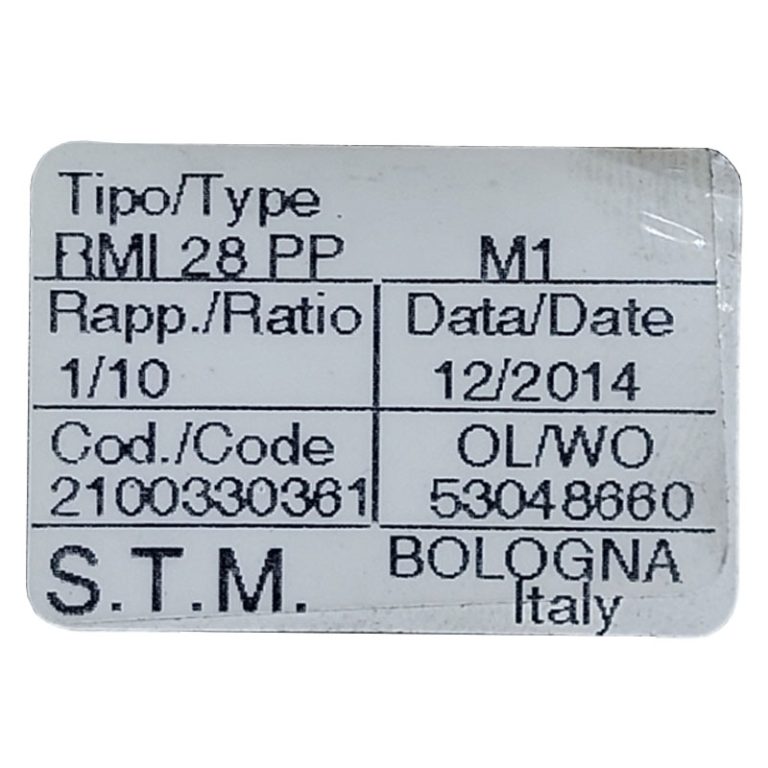 Tipo/Type
RMI 28 PP M1
Rapp./Ratio Data/Date
1/10 12/2014
Cod./Code OL/WO
2100330361 53048660
S.T.M. BOLOGNA
Italy